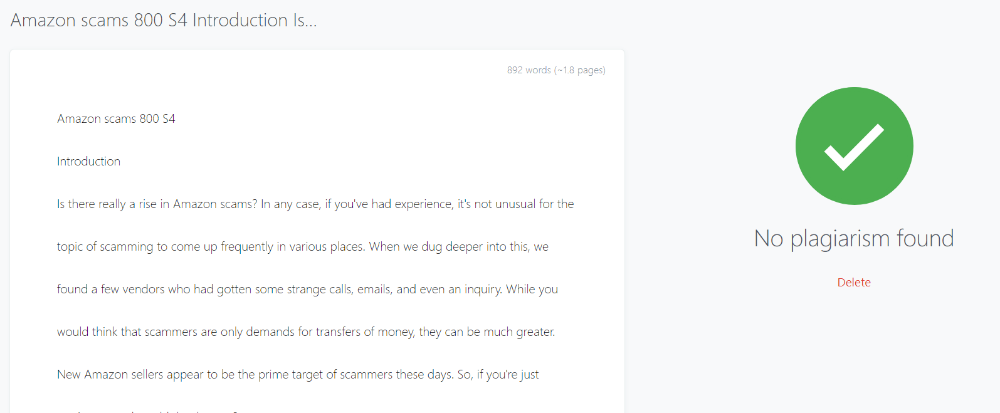 Amazon scams 800 S4 Introduction Is...
892 words (~1.8 pages)
Amazon scams 800 S4
Introduction
Is there really a rise in Amazon scams? In any case, if you've had experience, it's not unusual for the
topic of scamming to come up frequently in various places. When we dug deeper into this, we
found a few vendors who had gotten some strange calls, emails, and even an inquiry. While you
would think that scammers are only demands for transfers of money, they can be much greater.
New Amazon sellers appear to be the prime target of scammers these days. So, if you're just
No plagiarism found
Delete